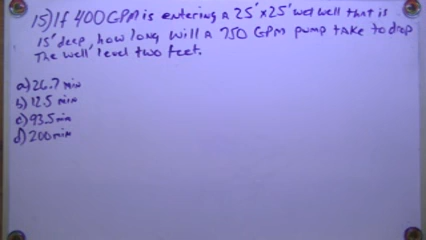 15) If 400 GPM is entering a 25' x 25' wet well that is
15' deep how long will a 750 GPM pump take to drop
The well' level two feet.
a) 26.7 min
b) 12.5 min
c) 93.5 min
d) 200 min